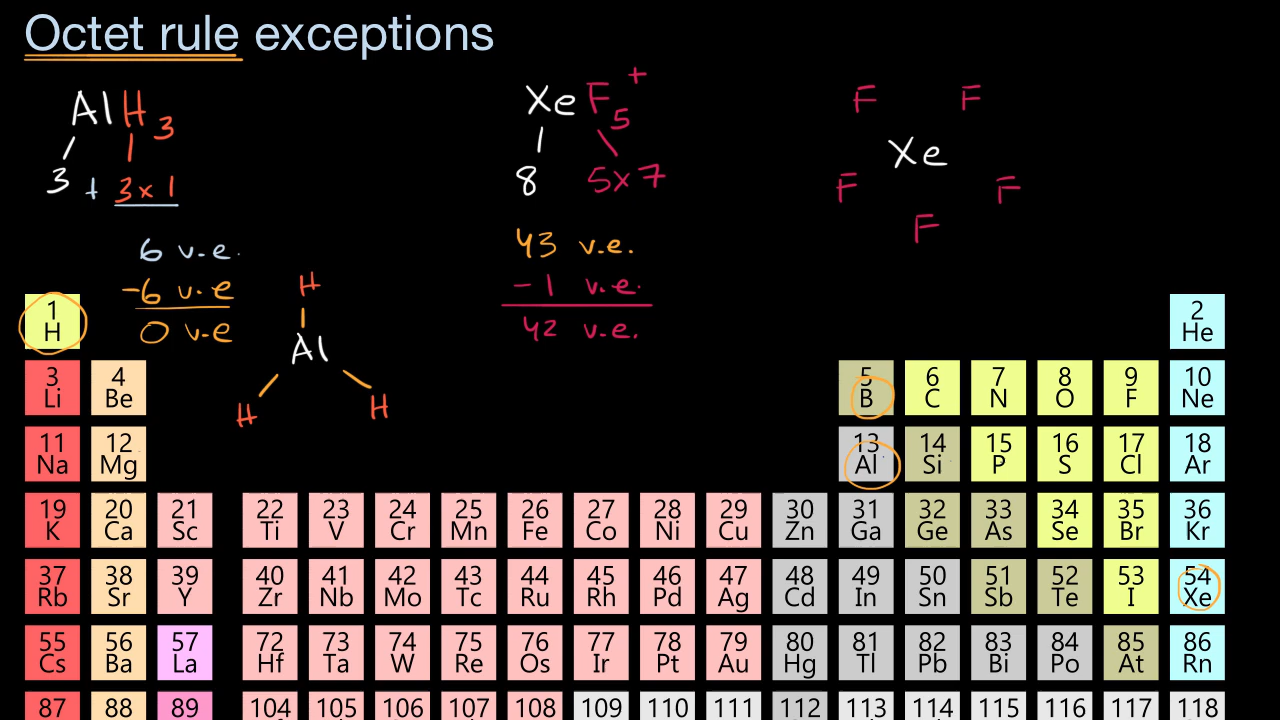 Octet rule exceptions
AlH3
3 + 3x1
6 v.e.
-6 v.e
0 v-e
H
Al
H H
XeF5+
8 5x7
43 v.e.
-1 v.e.
42 v.e.
F F
Xe
F F
F
1 2
H He
3 4 5 6 7 8 9 10
Li Be B C N O F Ne
11 12 13 14 15 16 17 18
Na Mg Al Si P S Cl Ar
19 20 21 22 23 24 25 26 27 28 29 30 31 32 33 34 35 36
K Ca Sc Ti V Cr Mn Fe Co Ni Cu Zn Ga Ge As Se Br Kr
37 38 39 40 41 42 43 44 45 46 47 48 49 50 51 52 53 54
Rb Sr Y Zr Nb Mo Tc Ru Rh Pd Ag Cd In Sn Sb Te I Xe
55 56 57 72 73 74 75 76 77 78 79 80 81 82 83 84 85 86
Cs Ba La Hf Ta W Re Os Ir Pt Au Hg Tl Pb Bi Po At Rn
87 88 89 104 105 106 107 108 109 110 111 112 113 114 115 116 117 118